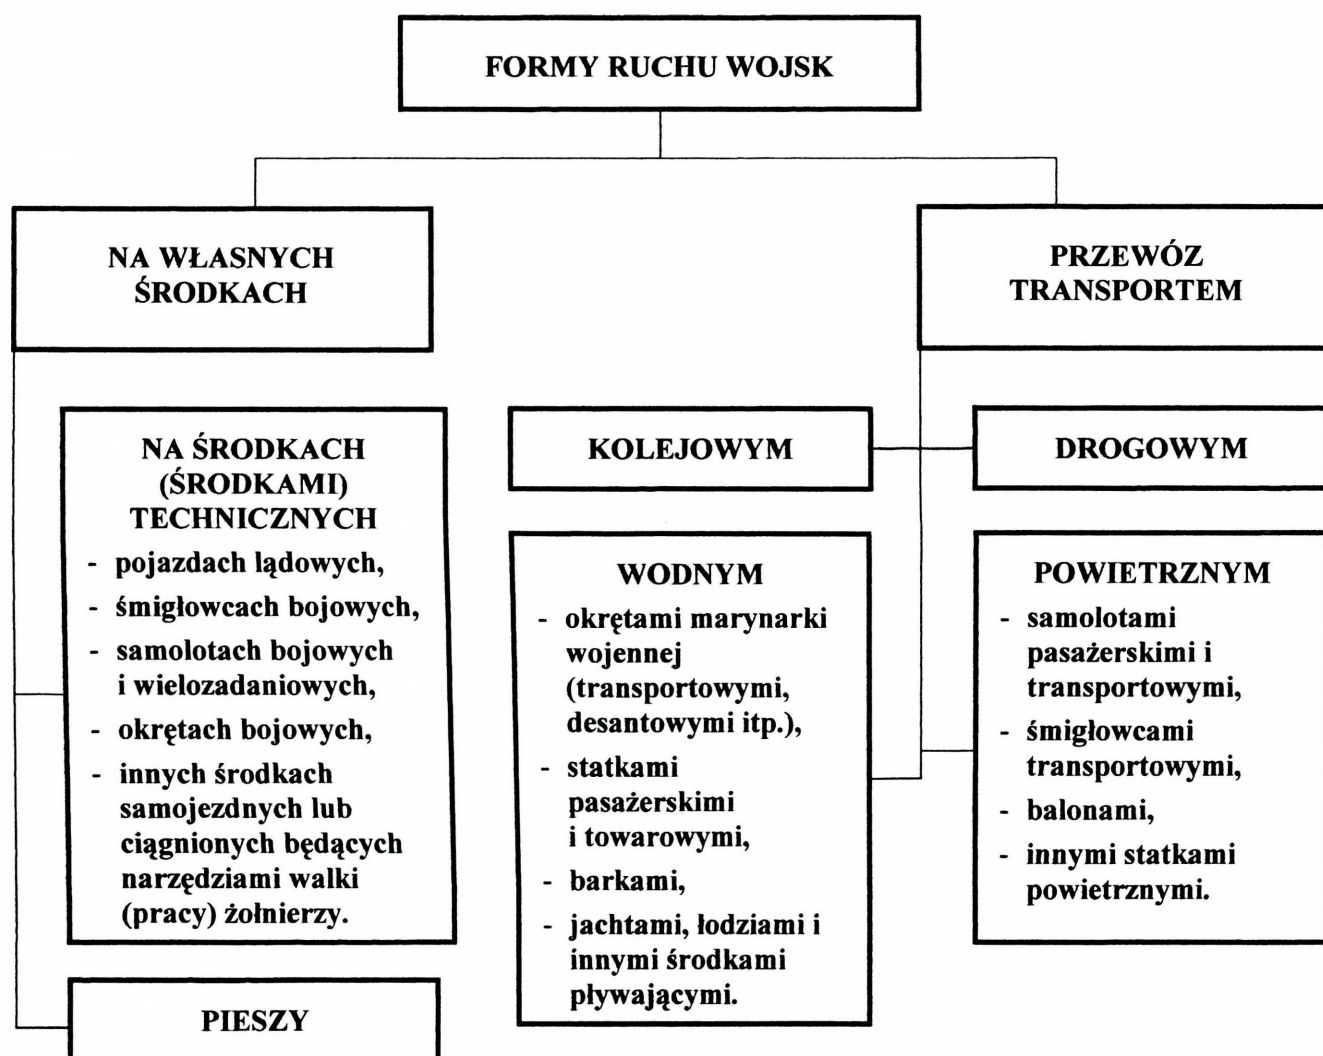 FORMY RUCHU WOJSK
NA WŁASNYCH
ŚRODKACH
PRZEWÓZ
TRANSPORTEM
NA ŚRODKACH
(ŚRODKAMI)
TECHNICZNYCH
- pojazdach lądowych,
- śmigłowcach bojowych,
- samolotach bojowych
i wielozadaniowych,
- okrętach bojowych,
- innych środkach
samojezdnych lub
ciągnionych będących
narzędziami walki
(pracy) żołnierzy.
PIESZY
KOLEJOWYM
DROGOWYM
WODNYM
- okrętami marynarki
wojennej
(transportowymi,
desantowymi itp.),
- statkami
pasażerskimi
i towarowymi,
- barkami,
- jachtami, łodziami i
innymi środkami
pływającymi.
POWIETRZNYM
- samolotami
pasażerskimi i
transportowymi,
- śmigłowcami
transportowymi,
- balonami,
- innymi statkami
powietrznymi.